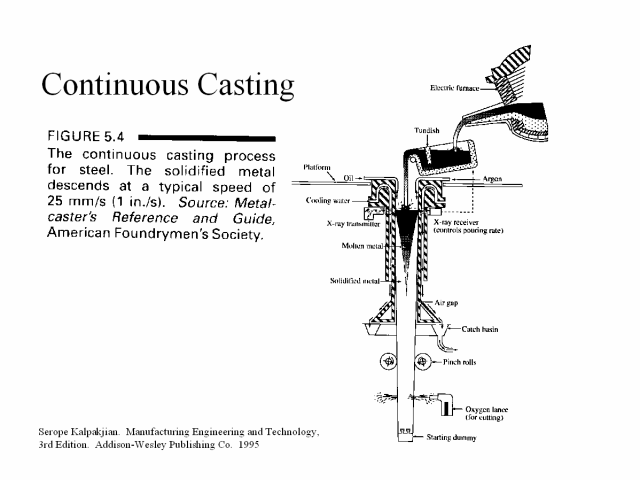 Continuous Casting
FIGURE 5.4
The continuous casting process
for steel. The solidified metal
descends at a typical speed of
25 mm/s (1 in./s). Source: Metal-
caster's Reference and Guide,
American Foundrymen's Society.
Electric furnace
Tundish
Platform
Oil
Argon
Cooling water
X-ray transmitter
X-ray receiver
(controls pouring rate)
Molten metal
Solidified metal
Air gap
Catch basin
Pinch rolls
Oxygen lance
(for cutting)
Starting dummy
Serope Kalpakjian. Manufacturing Engineering and Technology,
3rd Edition. Addison-Wesley Publishing Co. 1995